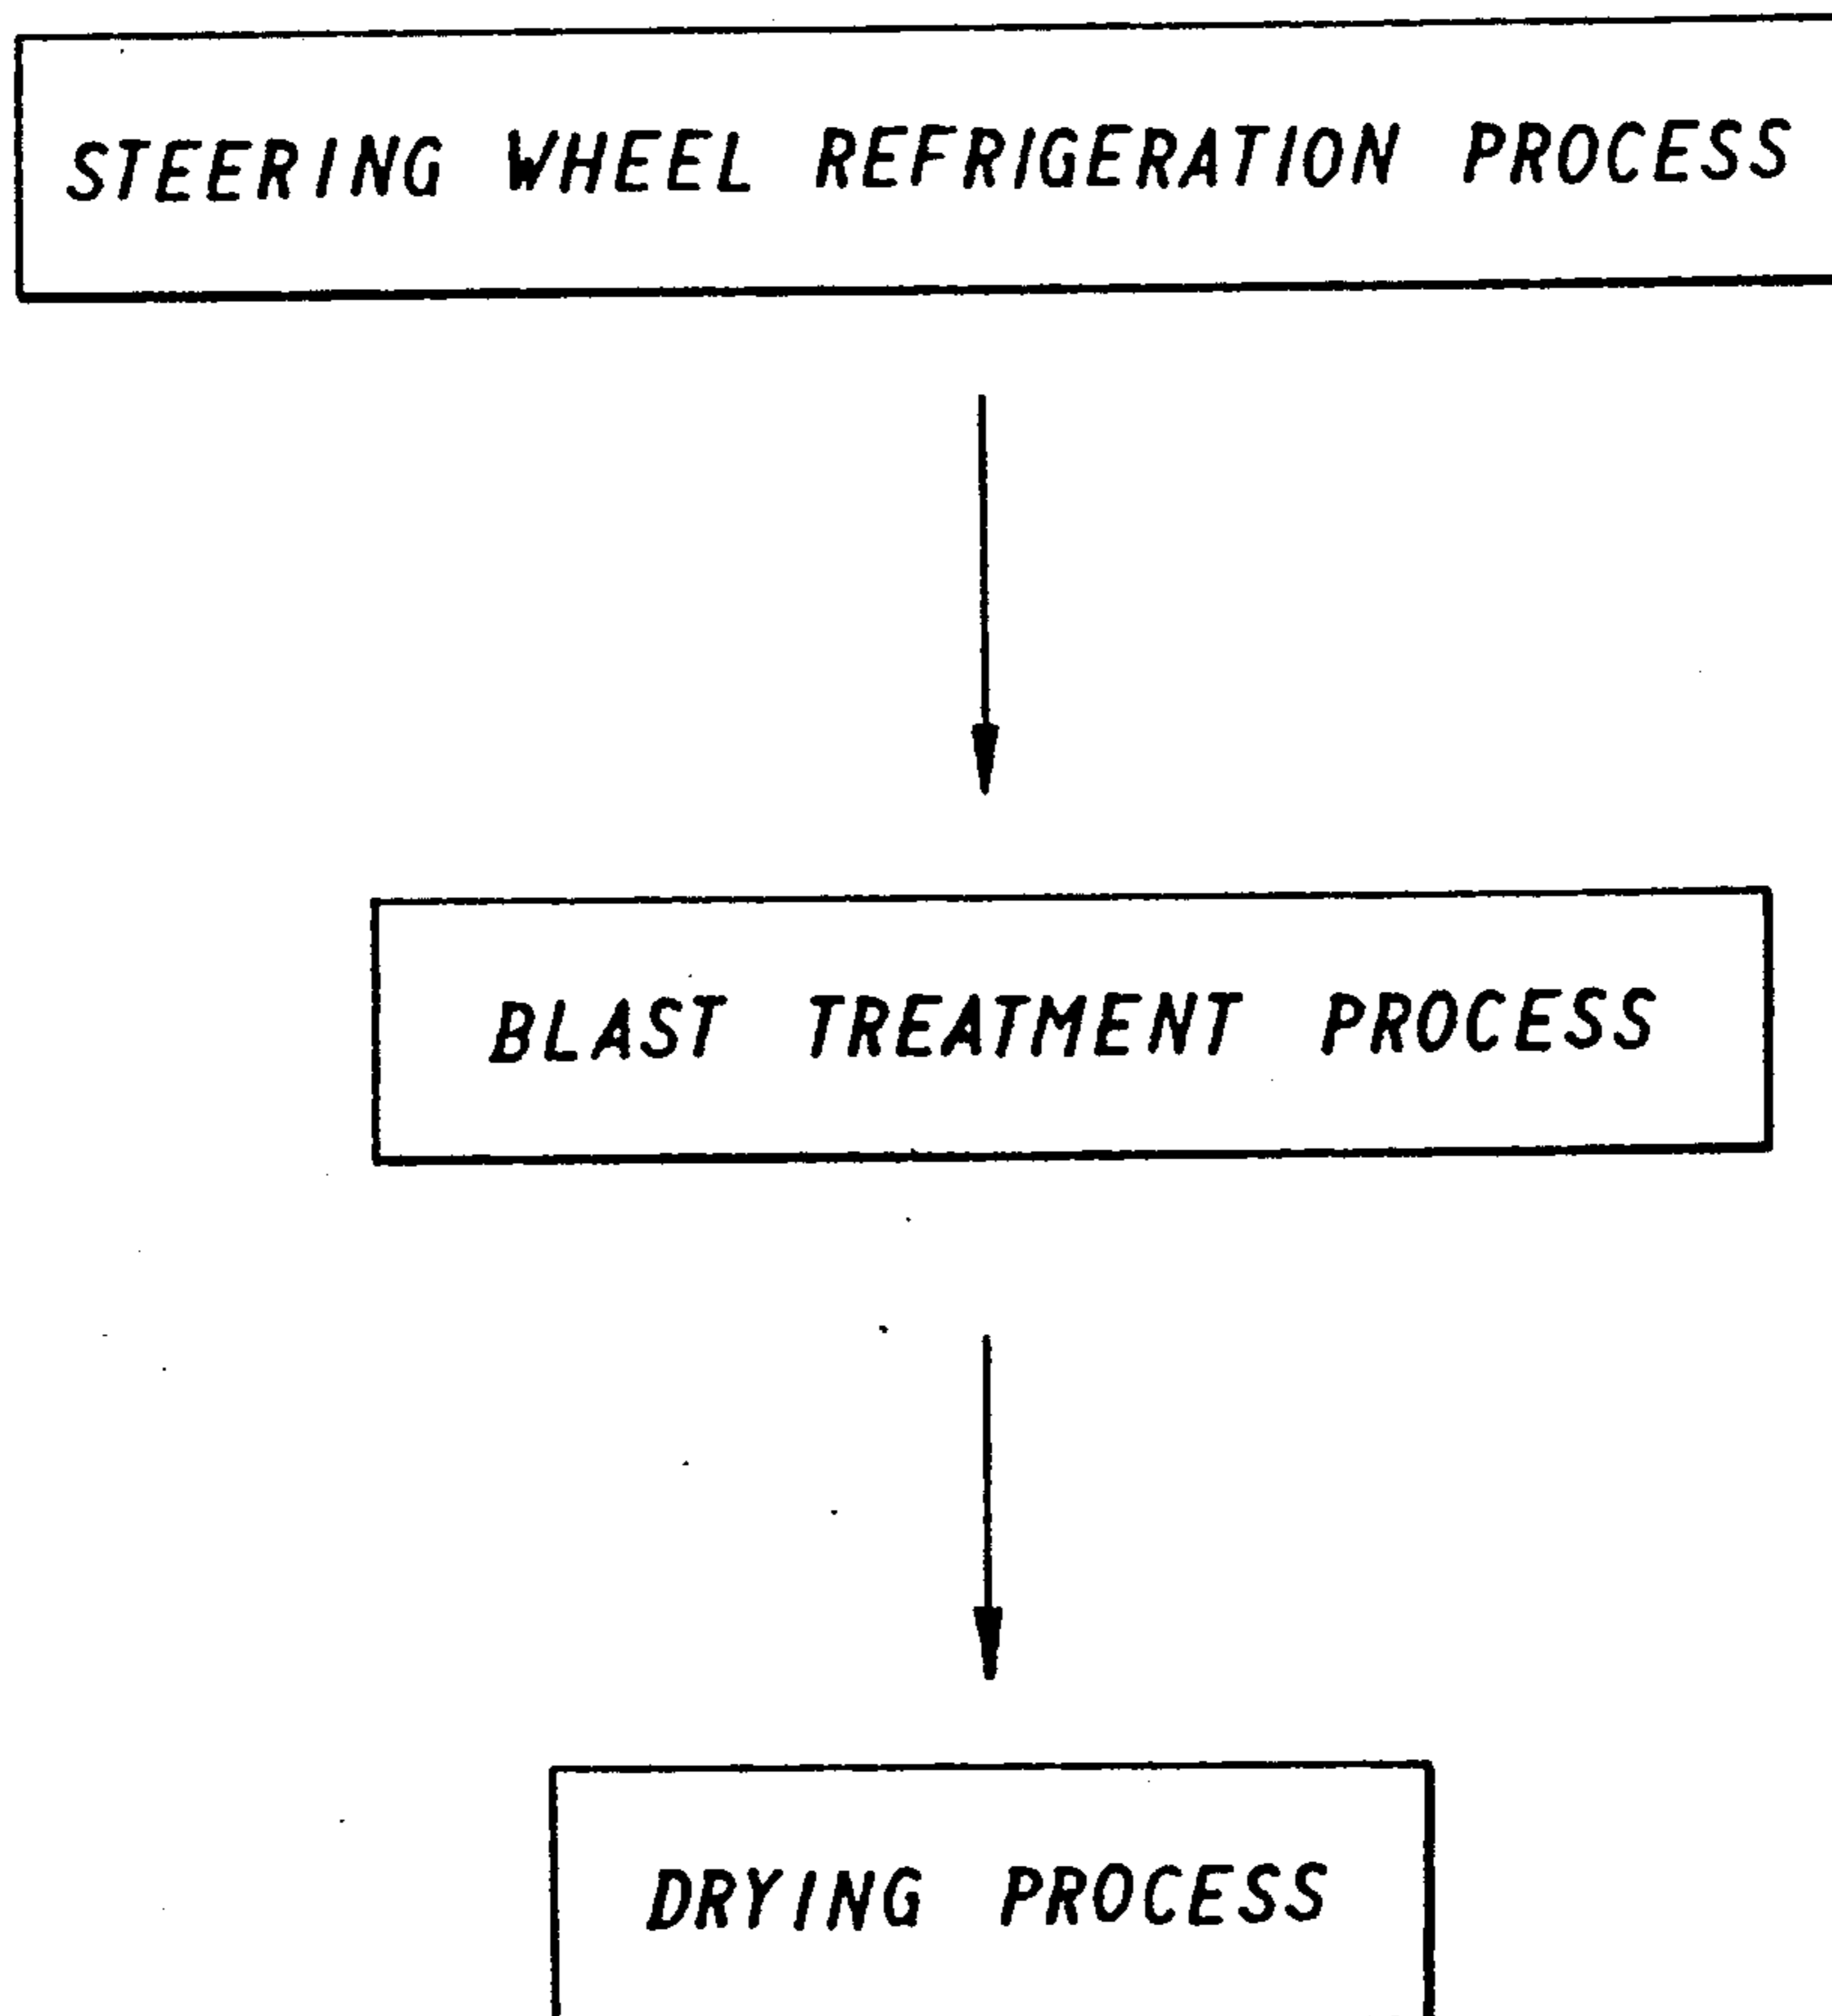 STEERING WHEEL REFRIGERATION PROCESS
BLAST TREATMENT PROCESS
DRYING PROCESS